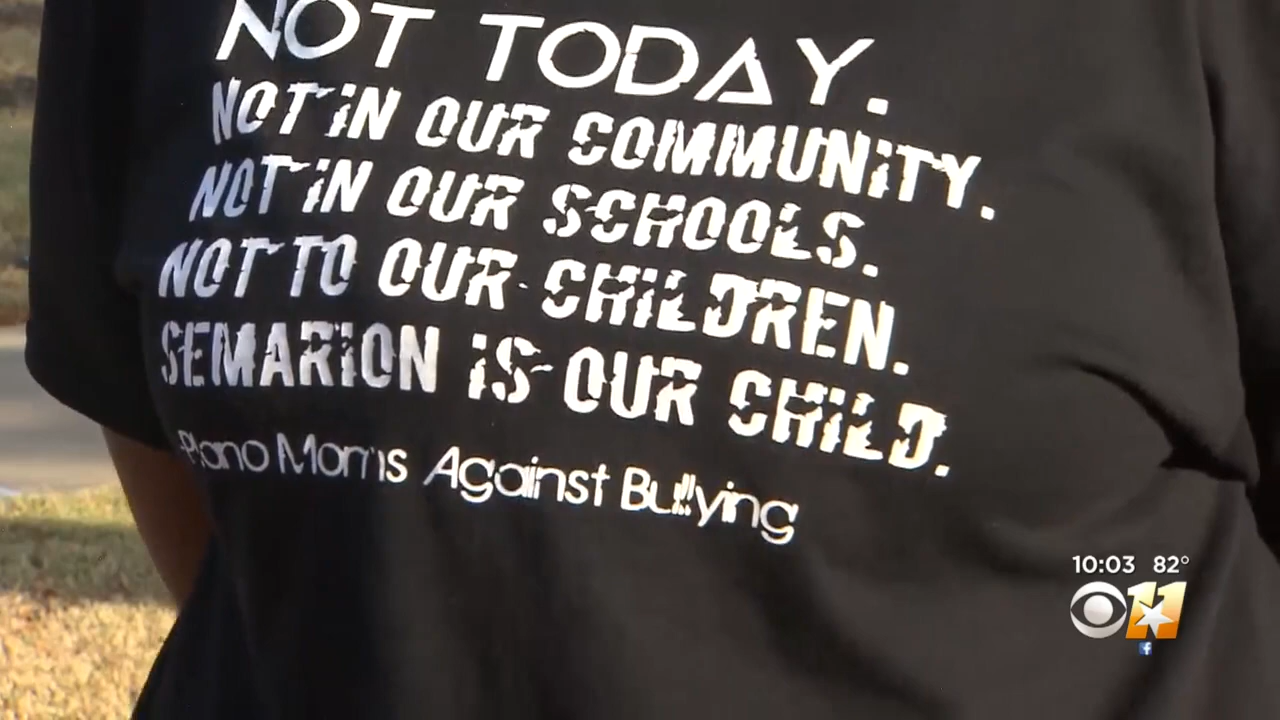 NOT TODAY.
NOT IN OUR COMMUNITY.
NOT IN OUR SCHOOLS.
NOT TO OUR CHILDREN.
SEMARION IS OUR CHILD.
Plano Moms Against Bullying
10:03 82°
11
f